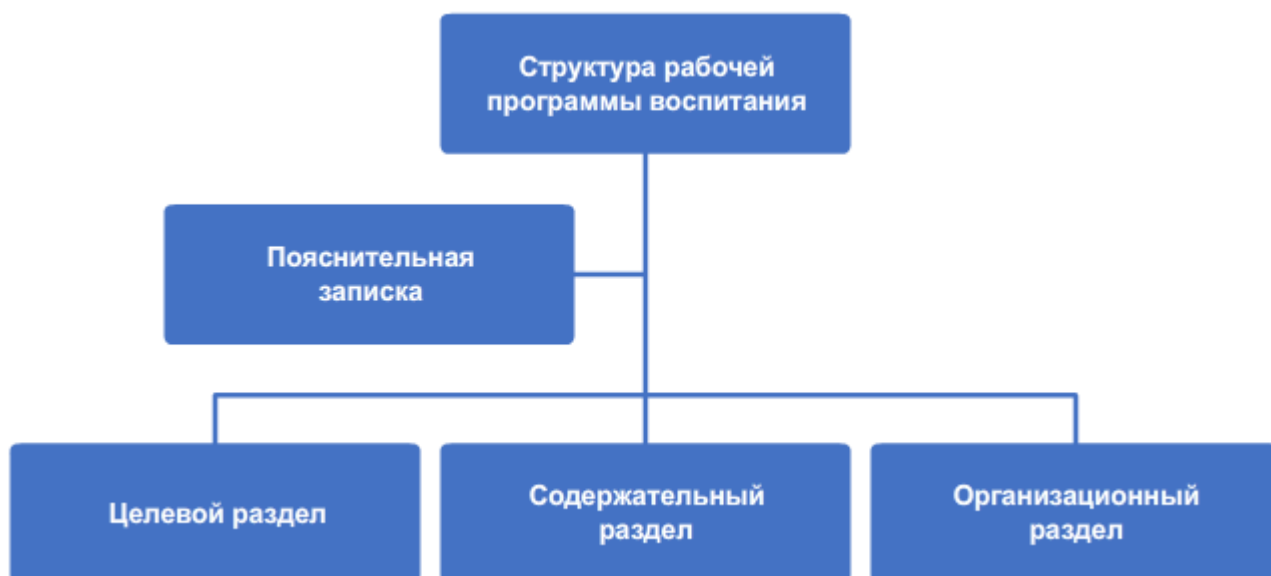 Структура рабочей
программы воспитания
Пояснительная
записка
Целевой раздел
Содержательный
раздел
Организационный
раздел